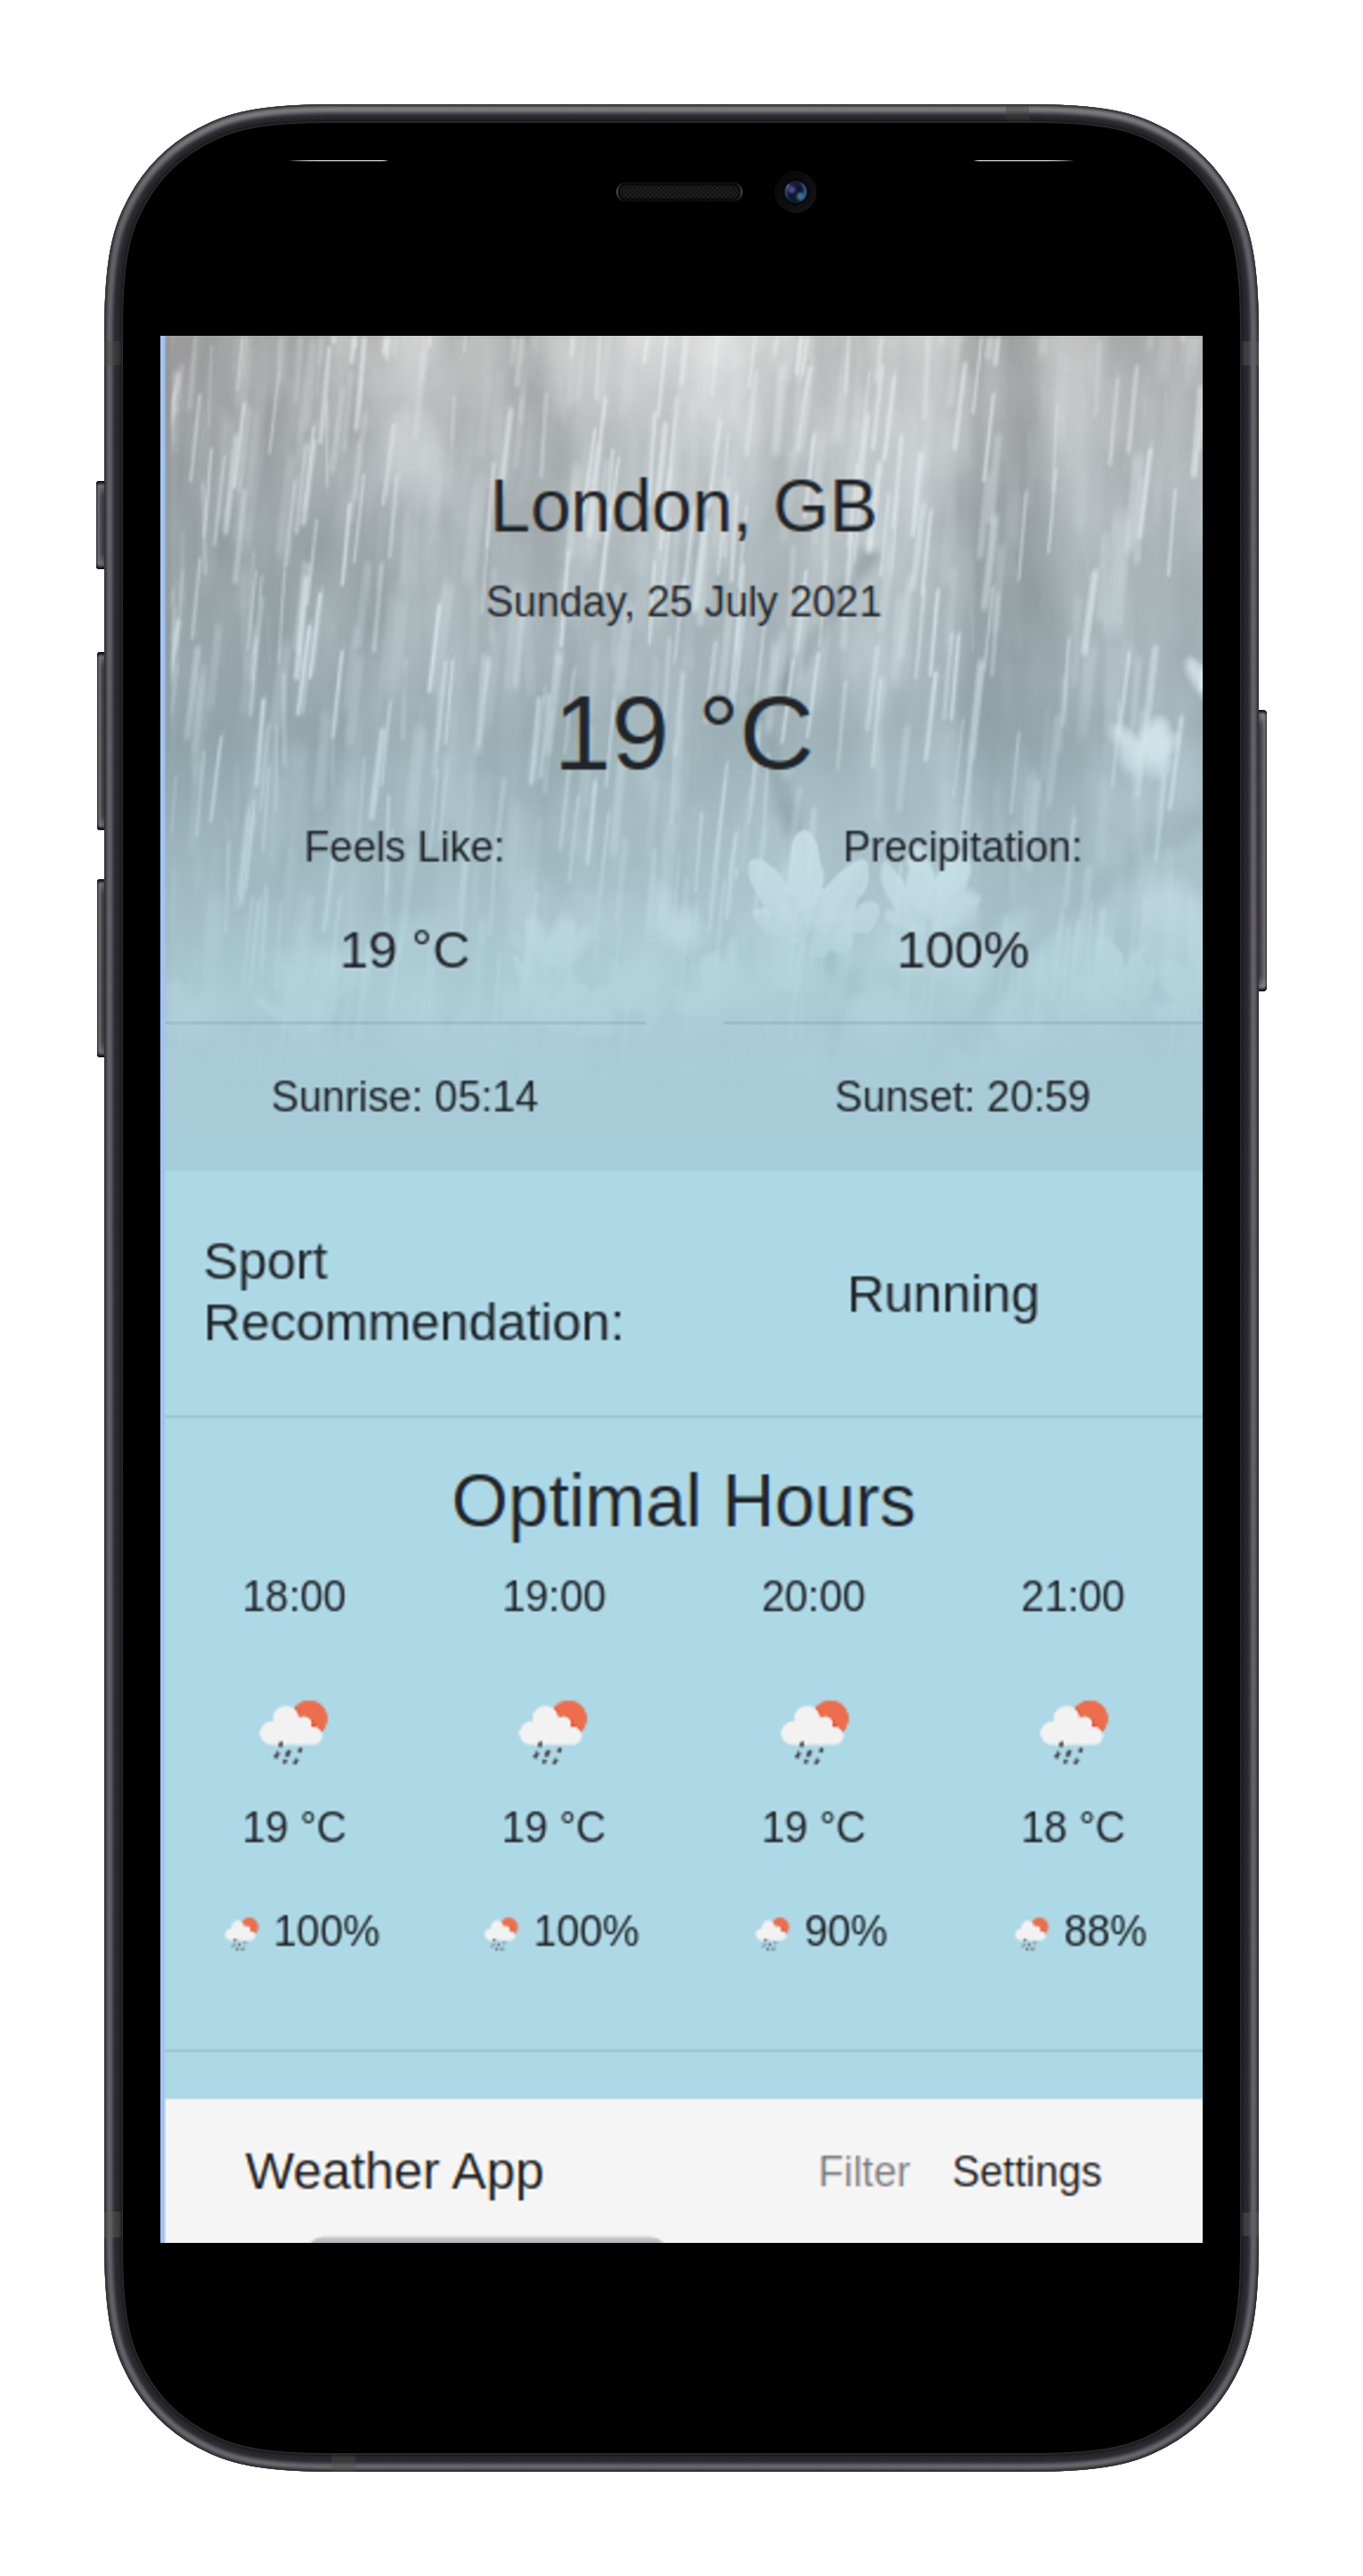 London, GB
Sunday, 25 July 2021
19 °C
Feels Like: Precipitation:
19 °C 100%
Sunrise: 05:14 Sunset: 20:59
Sport
Recommendation:
Running
Optimal Hours
18:00 19:00 20:00 21:00
19 °C 19 °C 19 °C 18 °C
100% 100% 90% 88%
Weather App Filter Settings